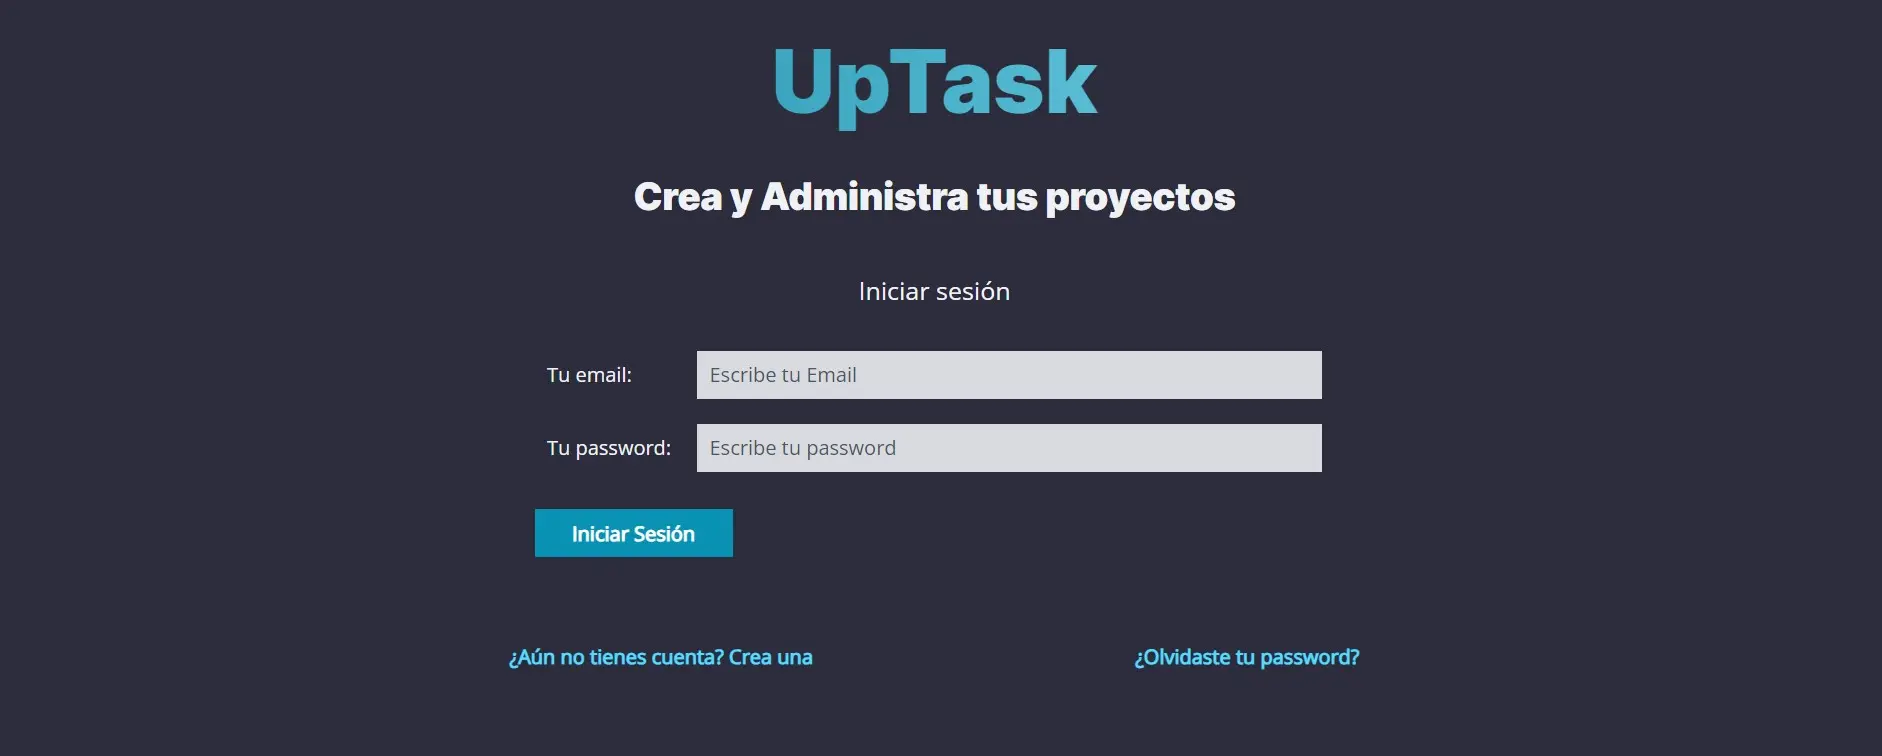 UpTask
Crea y Administra tus proyectos
Iniciar sesión
Tu email: Escribe tu Email
Tu password: Escribe tu password
Iniciar Sesión
¿Aún no tienes cuenta? Crea una ¿Olvidaste tu password?